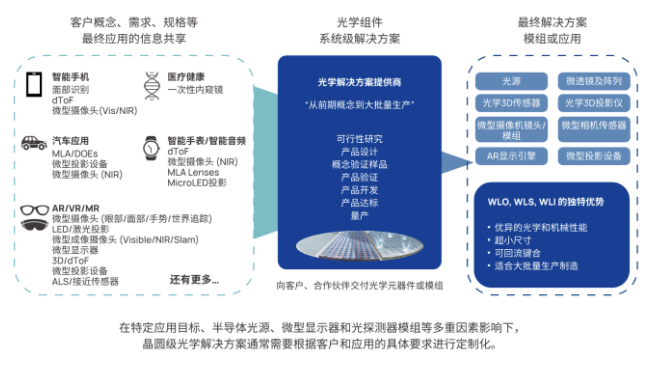 客户概念、需求、规格等
最终应用的信息共享
智能手机
面部识别
dToF
微型摄像头(Vis/NIR)
医疗健康
一次性内窥镜
汽车应用
MLA/DOEs
微型投影设备
微型摄像头 (NIR)
智能手表/智能音频
dToF
微型摄像头 (NIR)
MLA Lenses
MicroLED投影
AR/VR/MR
微型摄像头 (眼部/面部/手势/世界追踪)
LED/激光投影
微型成像摄像头 (Visible/NIR/Slam)
微型显示器
3D/dToF
微型投影设备
ALS/接近传感器
还有更多...
光学组件
系统级解决方案
光学解决方案提供商
“从前期概念到大批量生产”
可行性研究
产品设计
概念验证样品
产品验证
产品开发
产品达标
量产
向客户、合作伙伴交付光学元器件或模组
最终解决方案
模组或应用
光源
微透镜及阵列
光学3D传感器
光学3D投影仪
微型摄像机镜头/
模组
微型相机传感器
AR显示引擎
微型投影设备
WLO, WLS, WLI 的独特优势
• 优异的光学和机械性能
• 超小尺寸
• 可回流键合
• 适合大批量生产制造
在特定应用目标、半导体光源、微型显示器和光探测器模组等多重因素影响下，
晶圆级光学解决方案通常需要根据客户和应用的具体要求进行定制化。